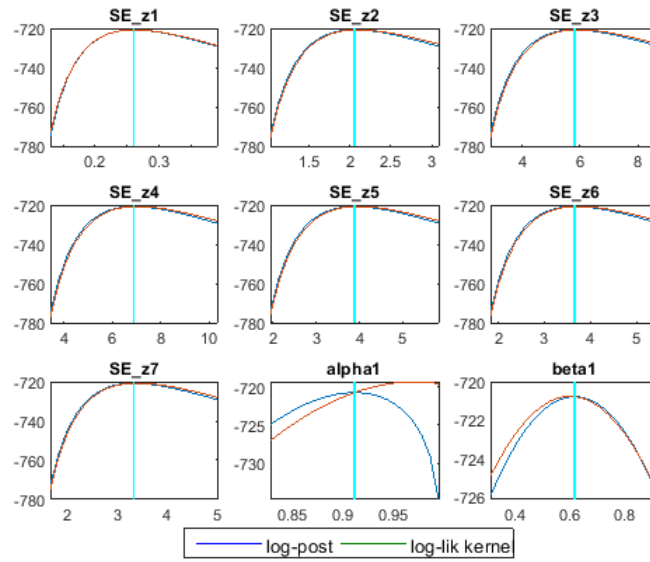 SE_z1 SE_z2 SE_z3
-720 -720 -720
-740 -740 -740
-760 -760 -760
-780 -780 -780
0.2 0.3 1.5 2 2.5 3 4 6 8
SE_z4 SE_z5 SE_z6
-720 -720 -720
-740 -740 -740
-760 -760 -760
-780 -780 -780
4 6 8 10 2 3 4 5 2 3 4 5
SE_z7 alpha1 beta1
-720 -720 -720
-740 -725 -722
-760 -730 -724
-780 -726
2 3 4 5 0.85 0.9 0.95 0.4 0.6 0.8
log-post log-lik kernel